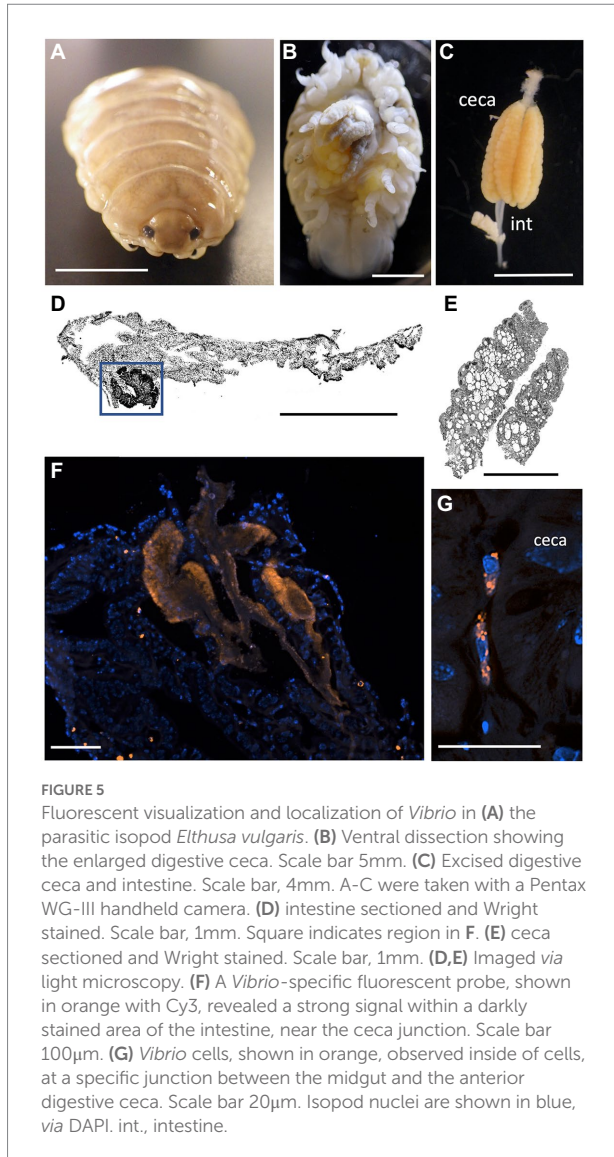 A
B
C
ceca
int
D
E
F
G
ceca
FIGURE 5
Fluorescent visualization and localization of Vibrio in (A) the
parasitic isopod Elthusa vulgaris. (B) Ventral dissection showing
the enlarged digestive ceca. Scale bar 5mm. (C) Excised digestive
ceca and intestine. Scale bar, 4mm. A-C were taken with a Pentax
WG-III handheld camera. (D) intestine sectioned and Wright
stained. Scale bar, 1mm. Square indicates region in F. (E) ceca
sectioned and Wright stained. Scale bar, 1mm. (D,E) Imaged via
light microscopy. (F) A Vibrio-specific fluorescent probe, shown
in orange with Cy3, revealed a strong signal within a darkly
stained area of the intestine, near the ceca junction. Scale bar
100μm. (G) Vibrio cells, shown in orange, observed inside of cells,
at a specific junction between the midgut and the anterior
digestive ceca. Scale bar 20μm. Isopod nuclei are shown in blue,
via DAPI. int., intestine.